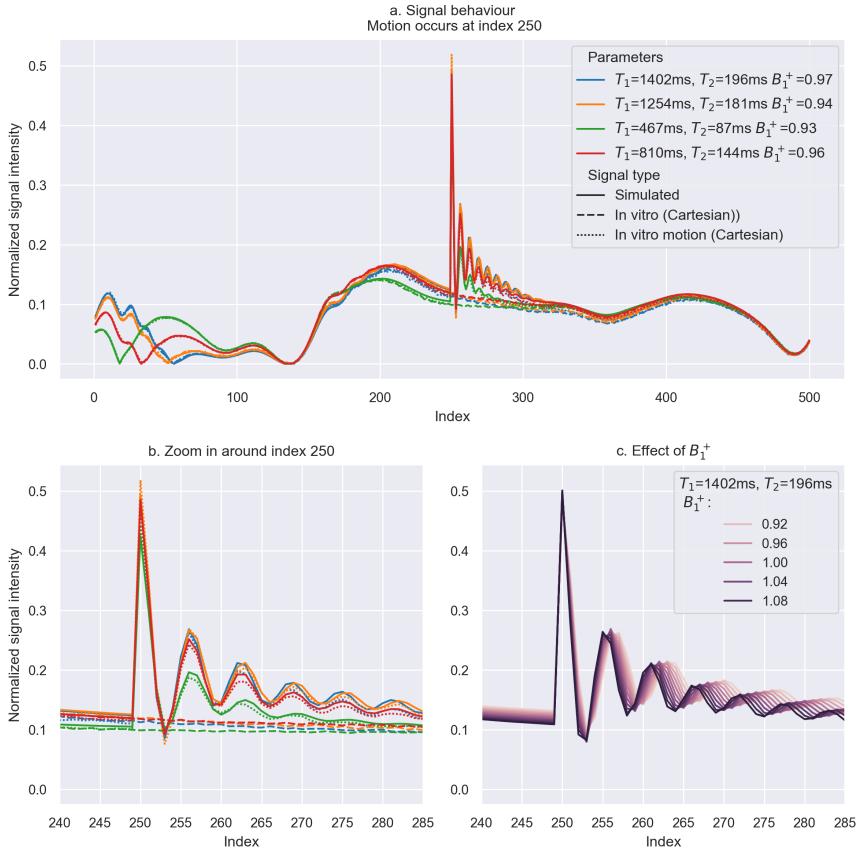 a. Signal behaviour
Motion occurs at index 250
Normalized signal intensity
0.5
0.4
0.3
0.2
0.1
0.0
0 100 200 300 400 500
Index
Parameters
T₁=1402ms, T₂=196ms B₁⁺=0.97
T₁=1254ms, T₂=181ms B₁⁺=0.94
T₁=467ms, T₂=87ms B₁⁺=0.93
T₁=810ms, T₂=144ms B₁⁺=0.96
Signal type
Simulated
In vitro (Cartesian))
In vitro motion (Cartesian)
b. Zoom in around index 250
Normalized signal intensity
0.5
0.4
0.3
0.2
0.1
0.0
240 245 250 255 260 265 270 275 280 285
Index
c. Effect of B₁⁺
0.5
0.4
0.3
0.2
0.1
0.0
240 245 250 255 260 265 270 275 280 285
Index
T₁=1402ms, T₂=196ms
B₁⁺:
0.92
0.96
1.00
1.04
1.08